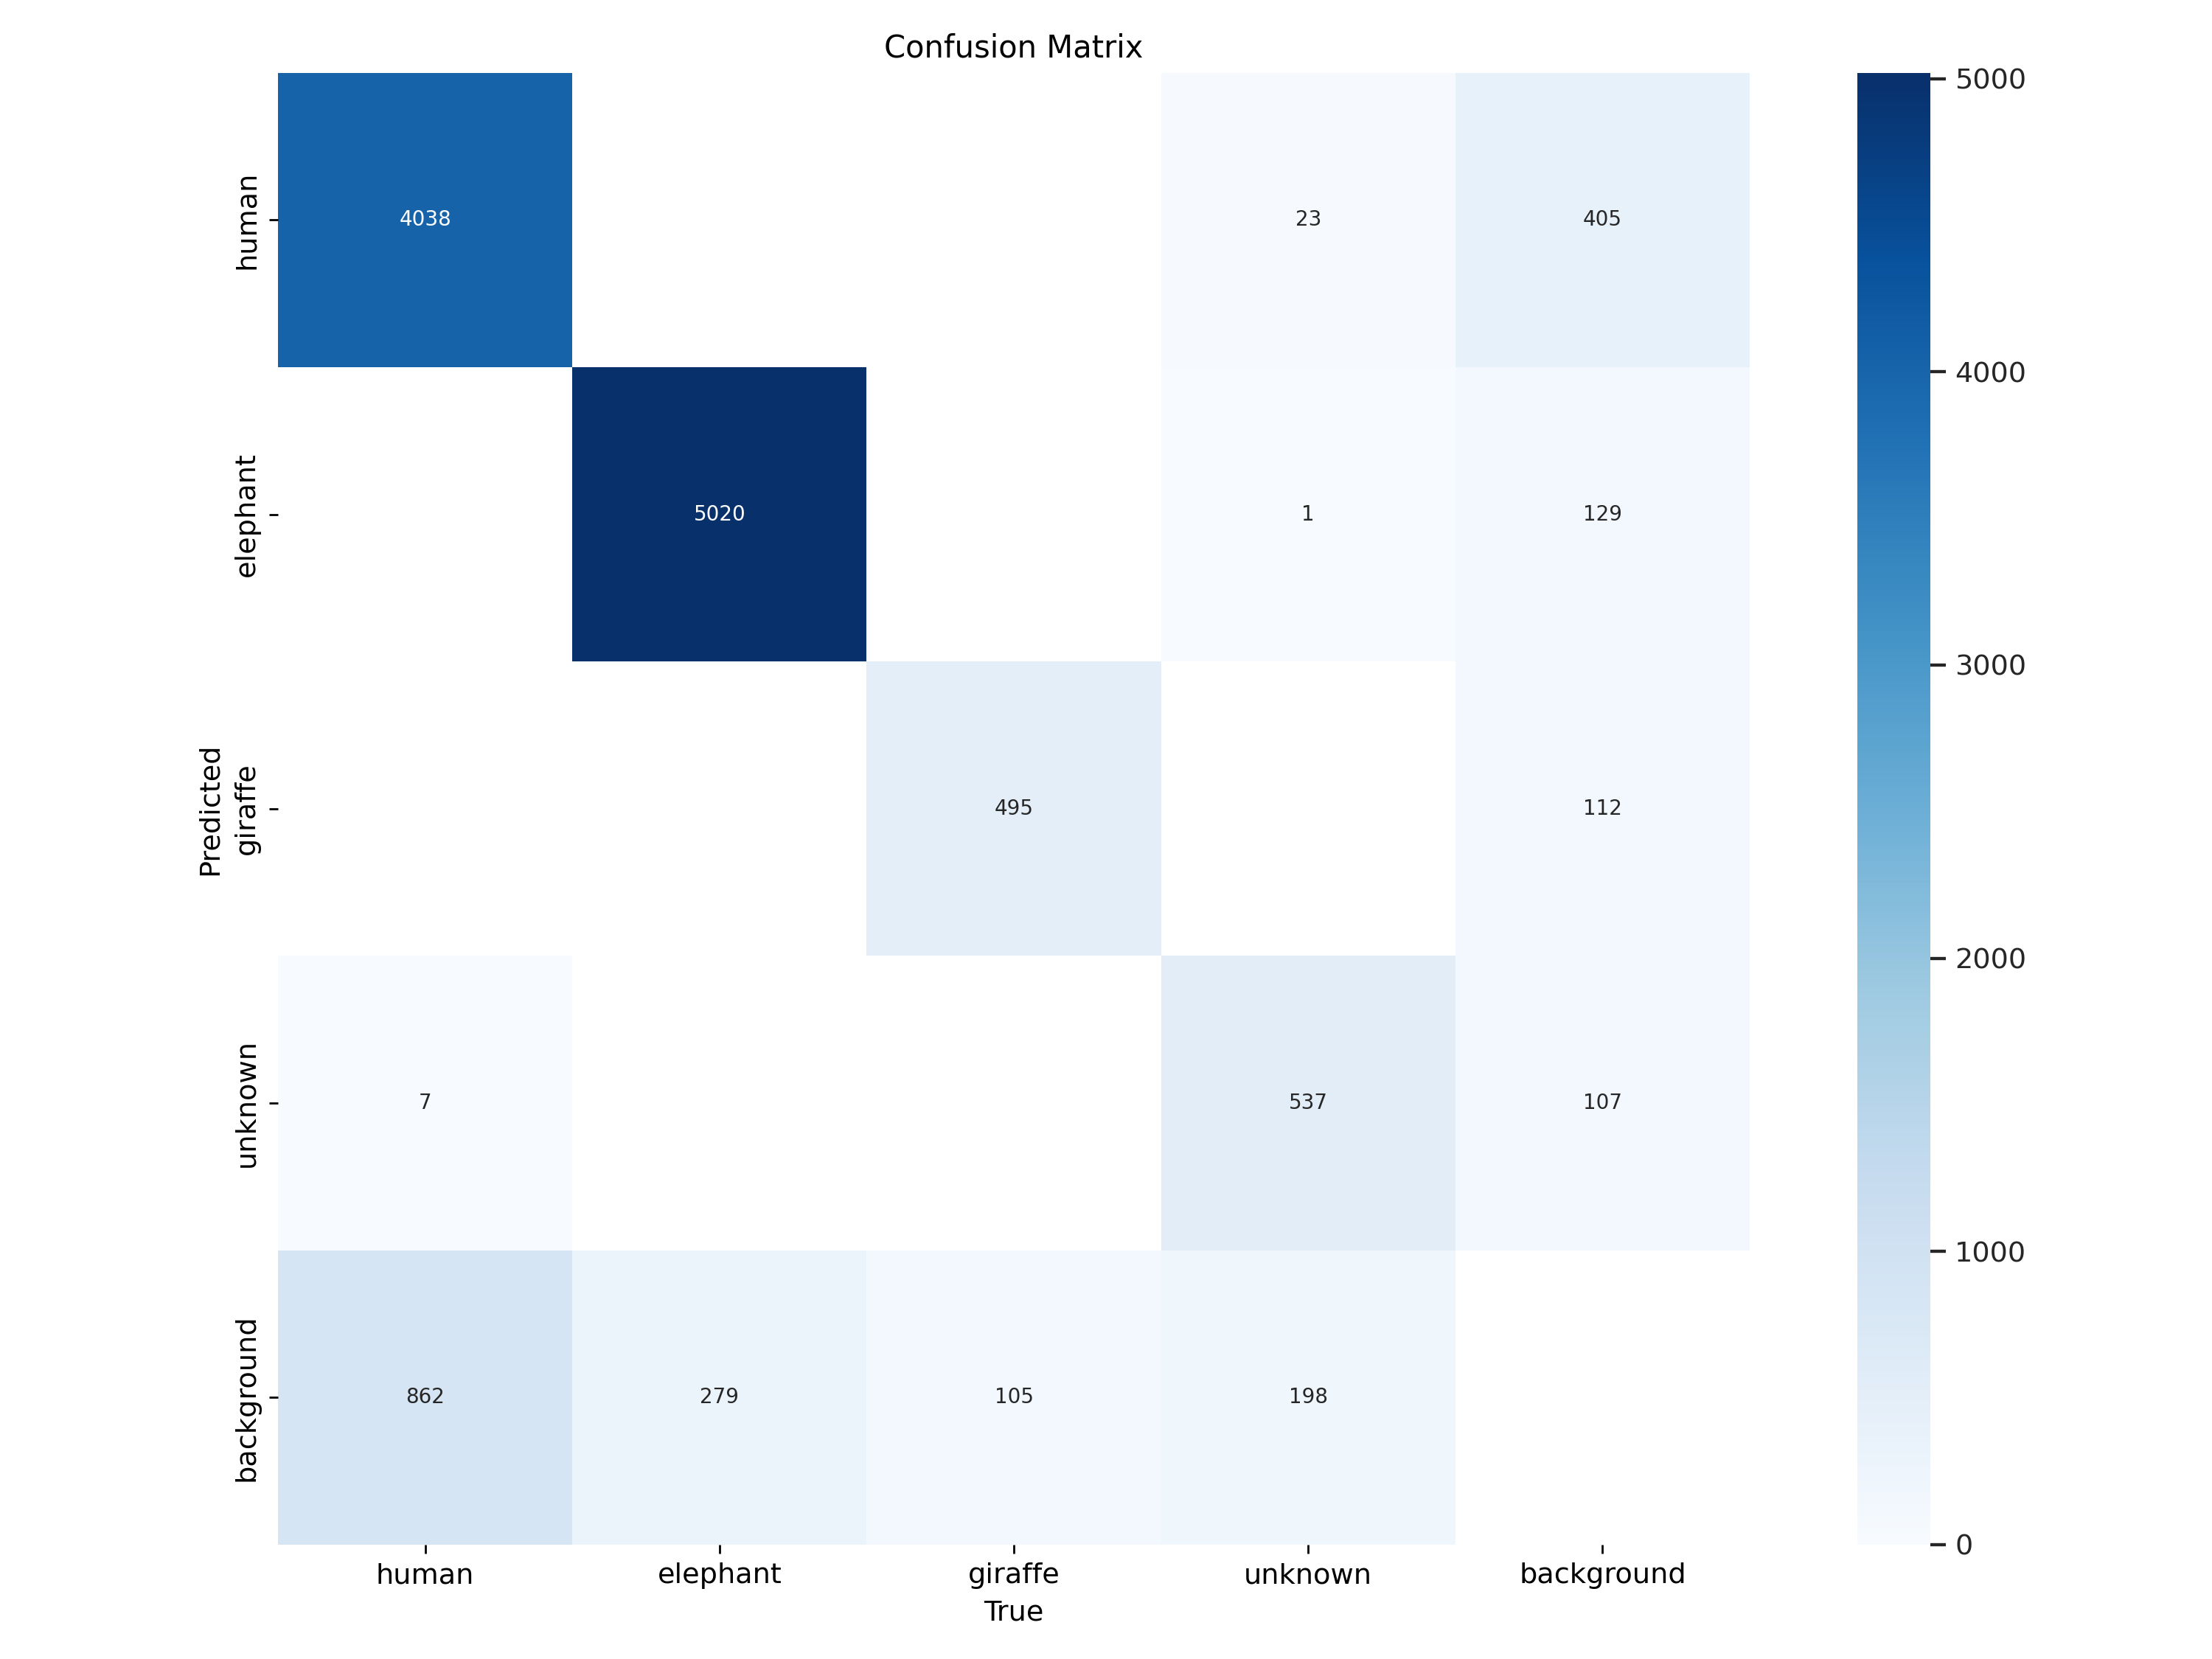 Confusion Matrix
5000
human
4038
23
405
4000
elephant
5020
1
129
3000
Predicted
giraffe
495
112
2000
unknown
7
537
107
1000
background
862
279
105
198
0
human
elephant
giraffe
unknown
background
True